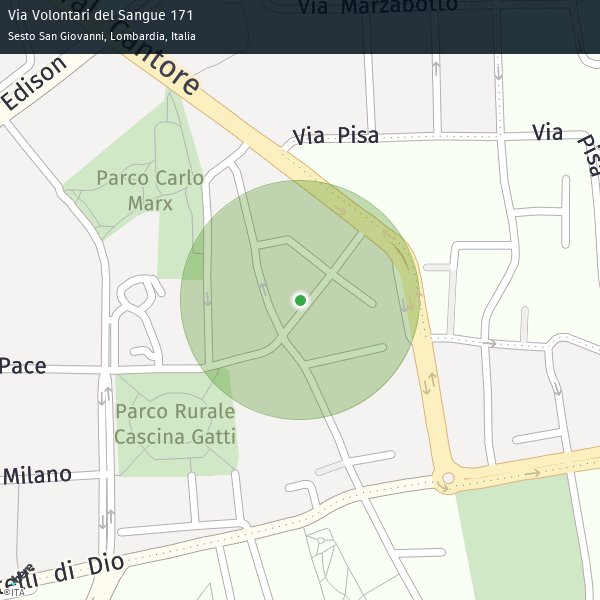 Via Volontari del Sangue 171
Sesto San Giovanni, Lombardia, Italia
Via Marzabotto
Cantore
Edison
Via Pisa
Via
Pisa
Parco Carlo
Marx
Pace
Parco Rurale
Cascina Gatti
Milano
di Dio
©ITA